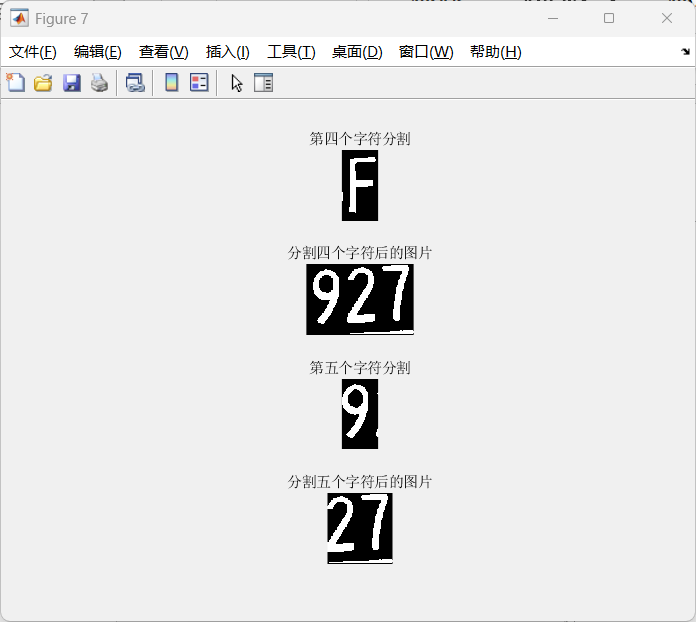 Figure 7
文件(F) 编辑(E) 查看(V) 插入(I) 工具(T) 桌面(D) 窗口(W) 帮助(H)
第四个字符分割
F
分割四个字符后的图片
927
第五个字符分割
9
分割五个字符后的图片
27